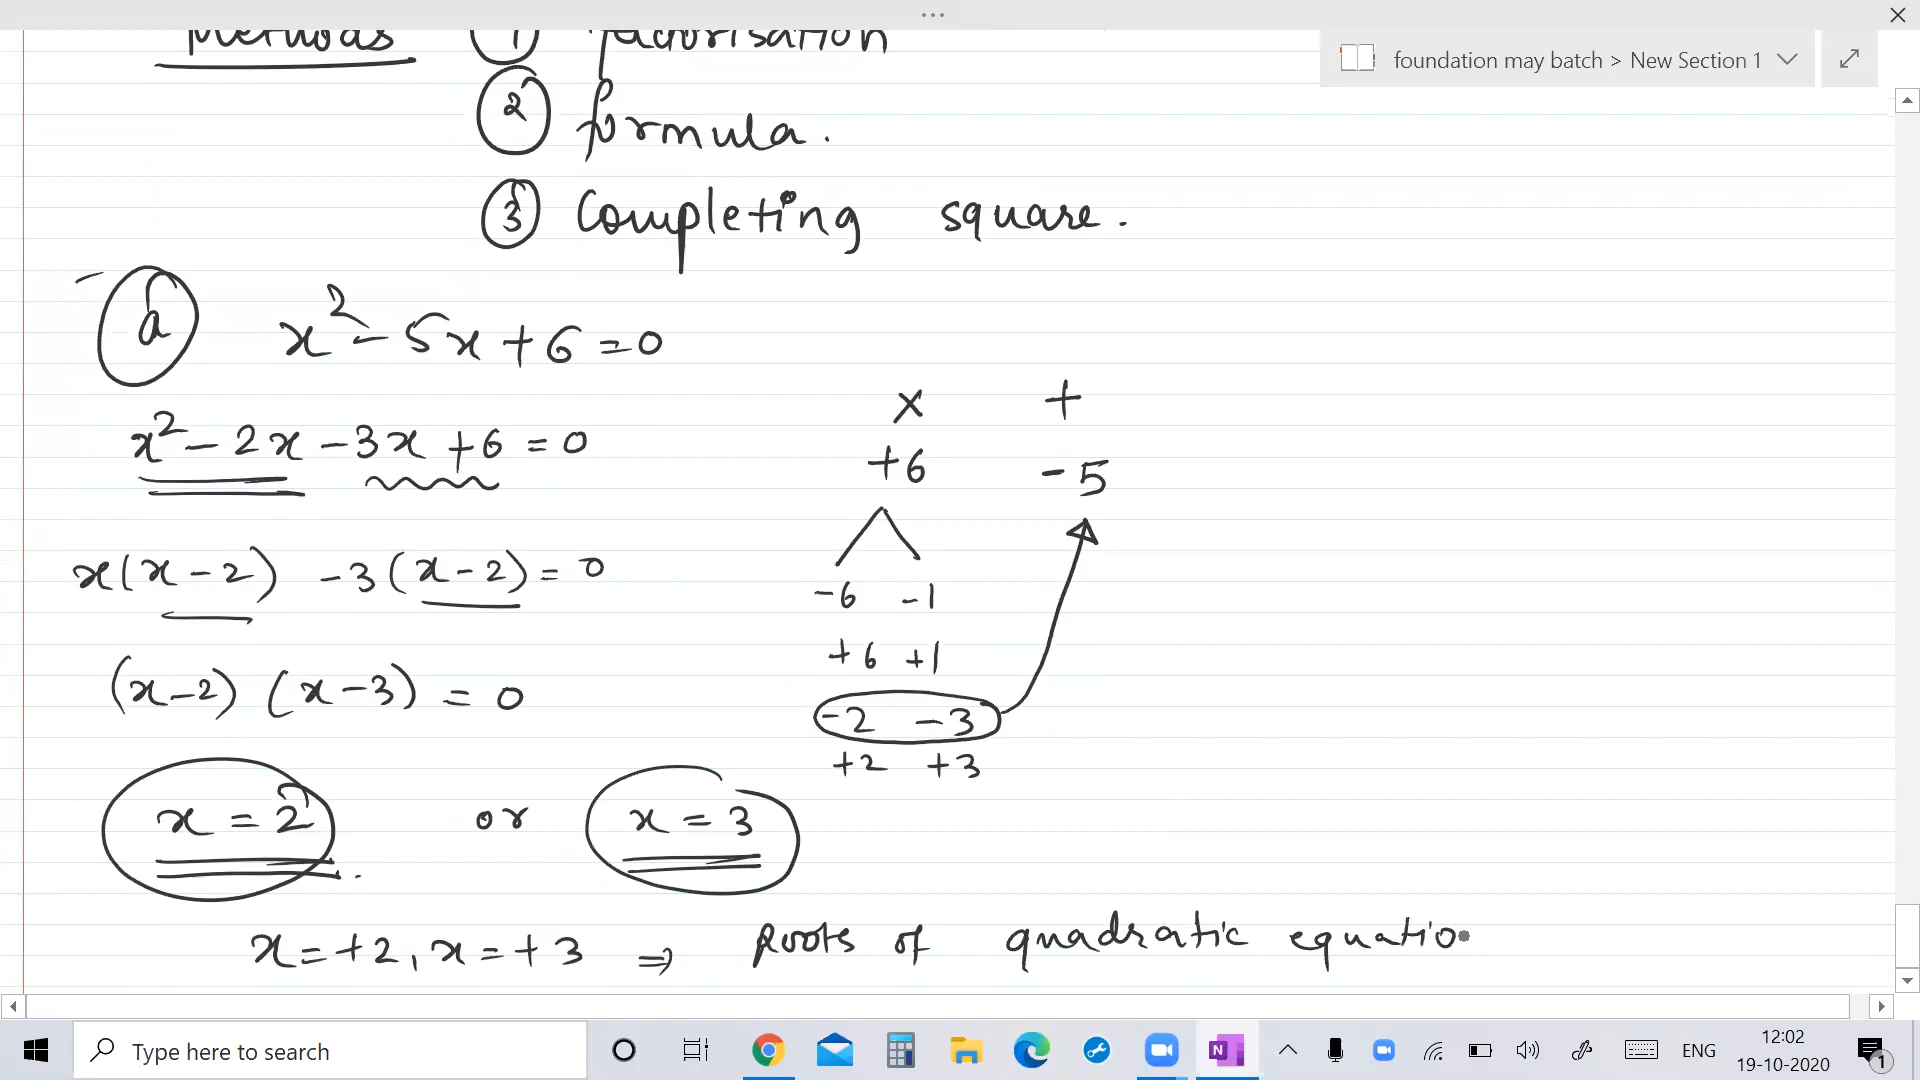 ...
foundation may batch > New Section 1
Methods ① factorisation
② formula.
③ Completing square.
ⓐ x² - 5x + 6 = 0
× +
x² - 2x - 3x + 6 = 0
+6 -5
x(x-2) -3(x-2) = 0
-6 -1
+6 +1
(x-2) (x-3) = 0
-2 -3
+2 +3
x = 2 or x = 3
x = +2, x = +3 ⇒ Roots of quadratic equatio
Type here to search
ENG
12:02
19-10-2020
1